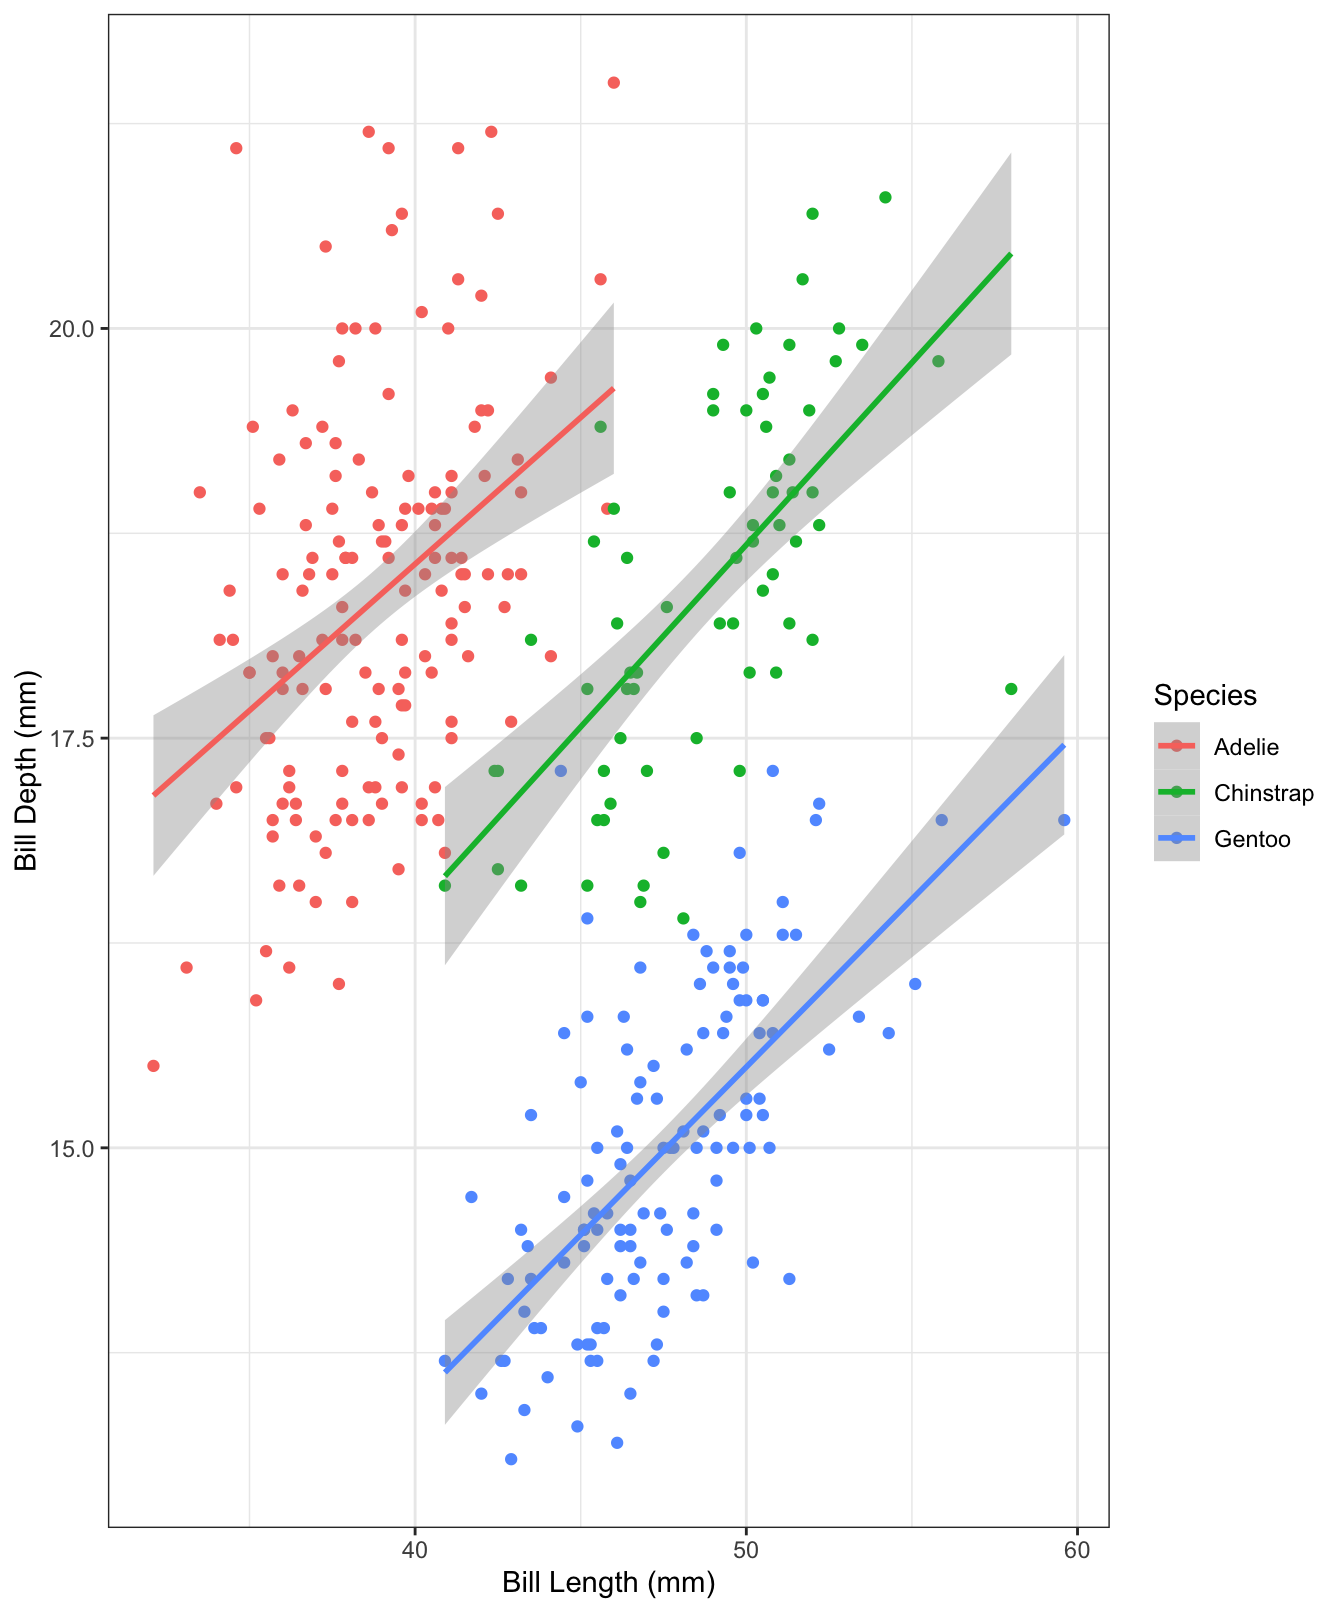 20.0
17.5
15.0
Bill Depth (mm)
40
50
60
Bill Length (mm)
Species
Adelie
Chinstrap
Gentoo